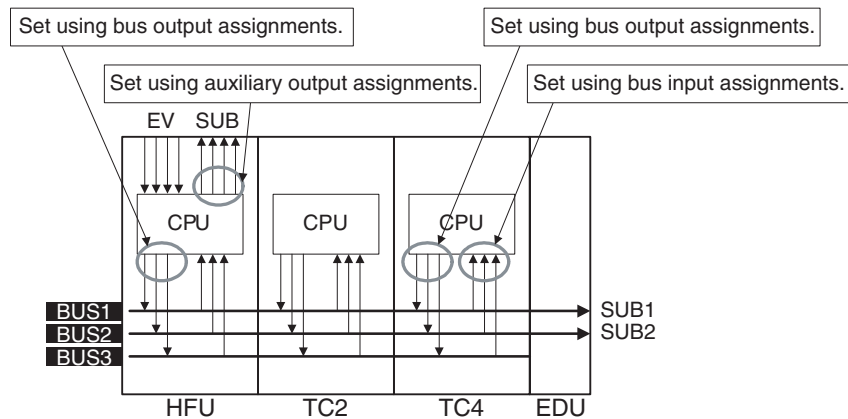 Set using bus output assignments.
Set using bus output assignments.
Set using auxiliary output assignments.
Set using bus input assignments.
EV SUB
CPU CPU CPU
BUS1 SUB1
BUS2 SUB2
BUS3
HFU TC2 TC4 EDU